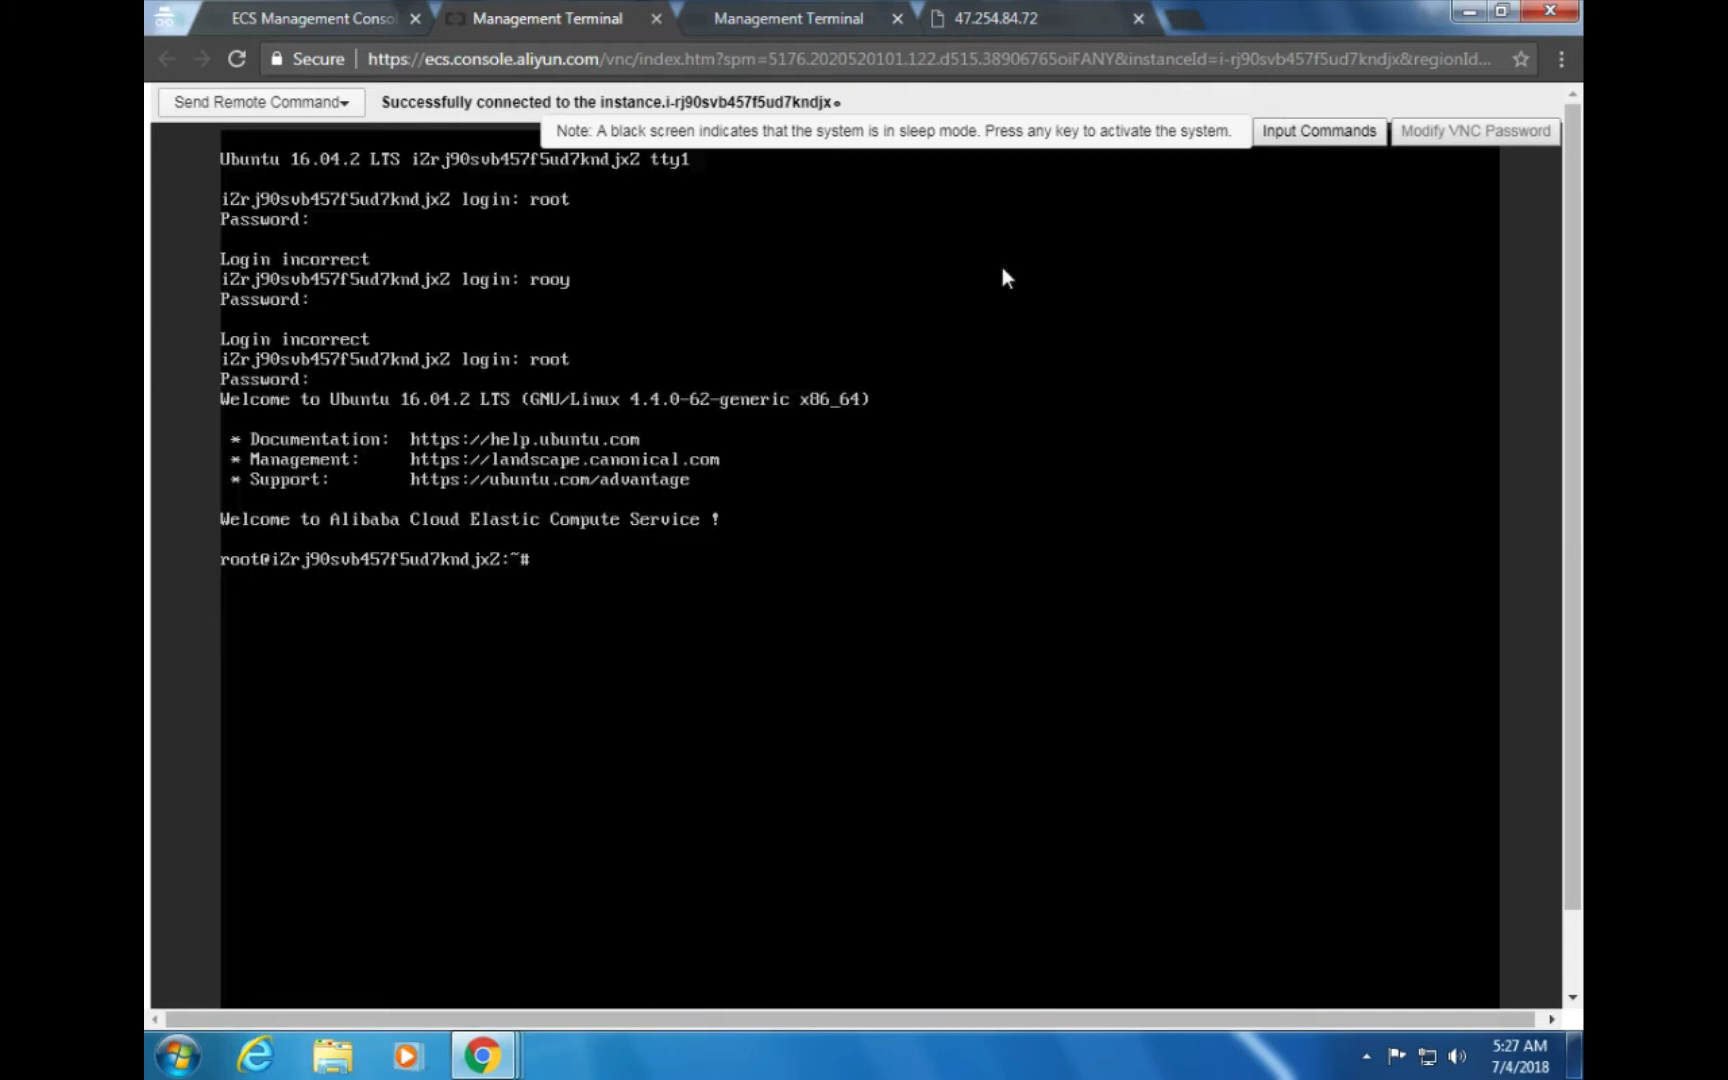 ECS Management Consol
Management Terminal
Management Terminal
47.254.84.72
Secure
https://ecs.console.aliyun.com/vnc/index.htm?spm=5176.2020520101.122.d515.38906765oiFANY&instanceId=i-rj90svb457f5ud7kndjx&regionId...
Send Remote Command
Successfully connected to the instance.i-rj90svb457f5ud7kndjx。
Note: A black screen indicates that the system is in sleep mode. Press any key to activate the system.
Input Commands
Modify VNC Password
Ubuntu 16.04.2 LTS iZrj90svb457f5ud7kndjxZ tty1
iZrj90svb457f5ud7kndjxZ login: root
Password:
Login incorrect
iZrj90svb457f5ud7kndjxZ login: rooy
Password:
Login incorrect
iZrj90svb457f5ud7kndjxZ login: root
Password:
Welcome to Ubuntu 16.04.2 LTS (GNU/Linux 4.4.0-62-generic x86_64)
* Documentation: https://help.ubuntu.com
* Management: https://landscape.canonical.com
* Support: https://ubuntu.com/advantage
Welcome to Alibaba Cloud Elastic Compute Service !
root@iZrj90svb457f5ud7kndjxZ:~#
5:27 AM
7/4/2018